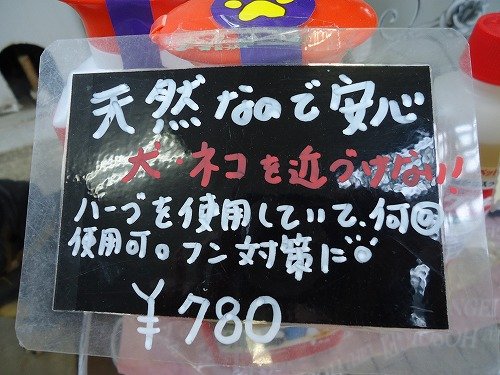 天然なので安心
犬・ネコを近づけない!
ハーブを使用していて、何回
使用可。フン対策に
¥780